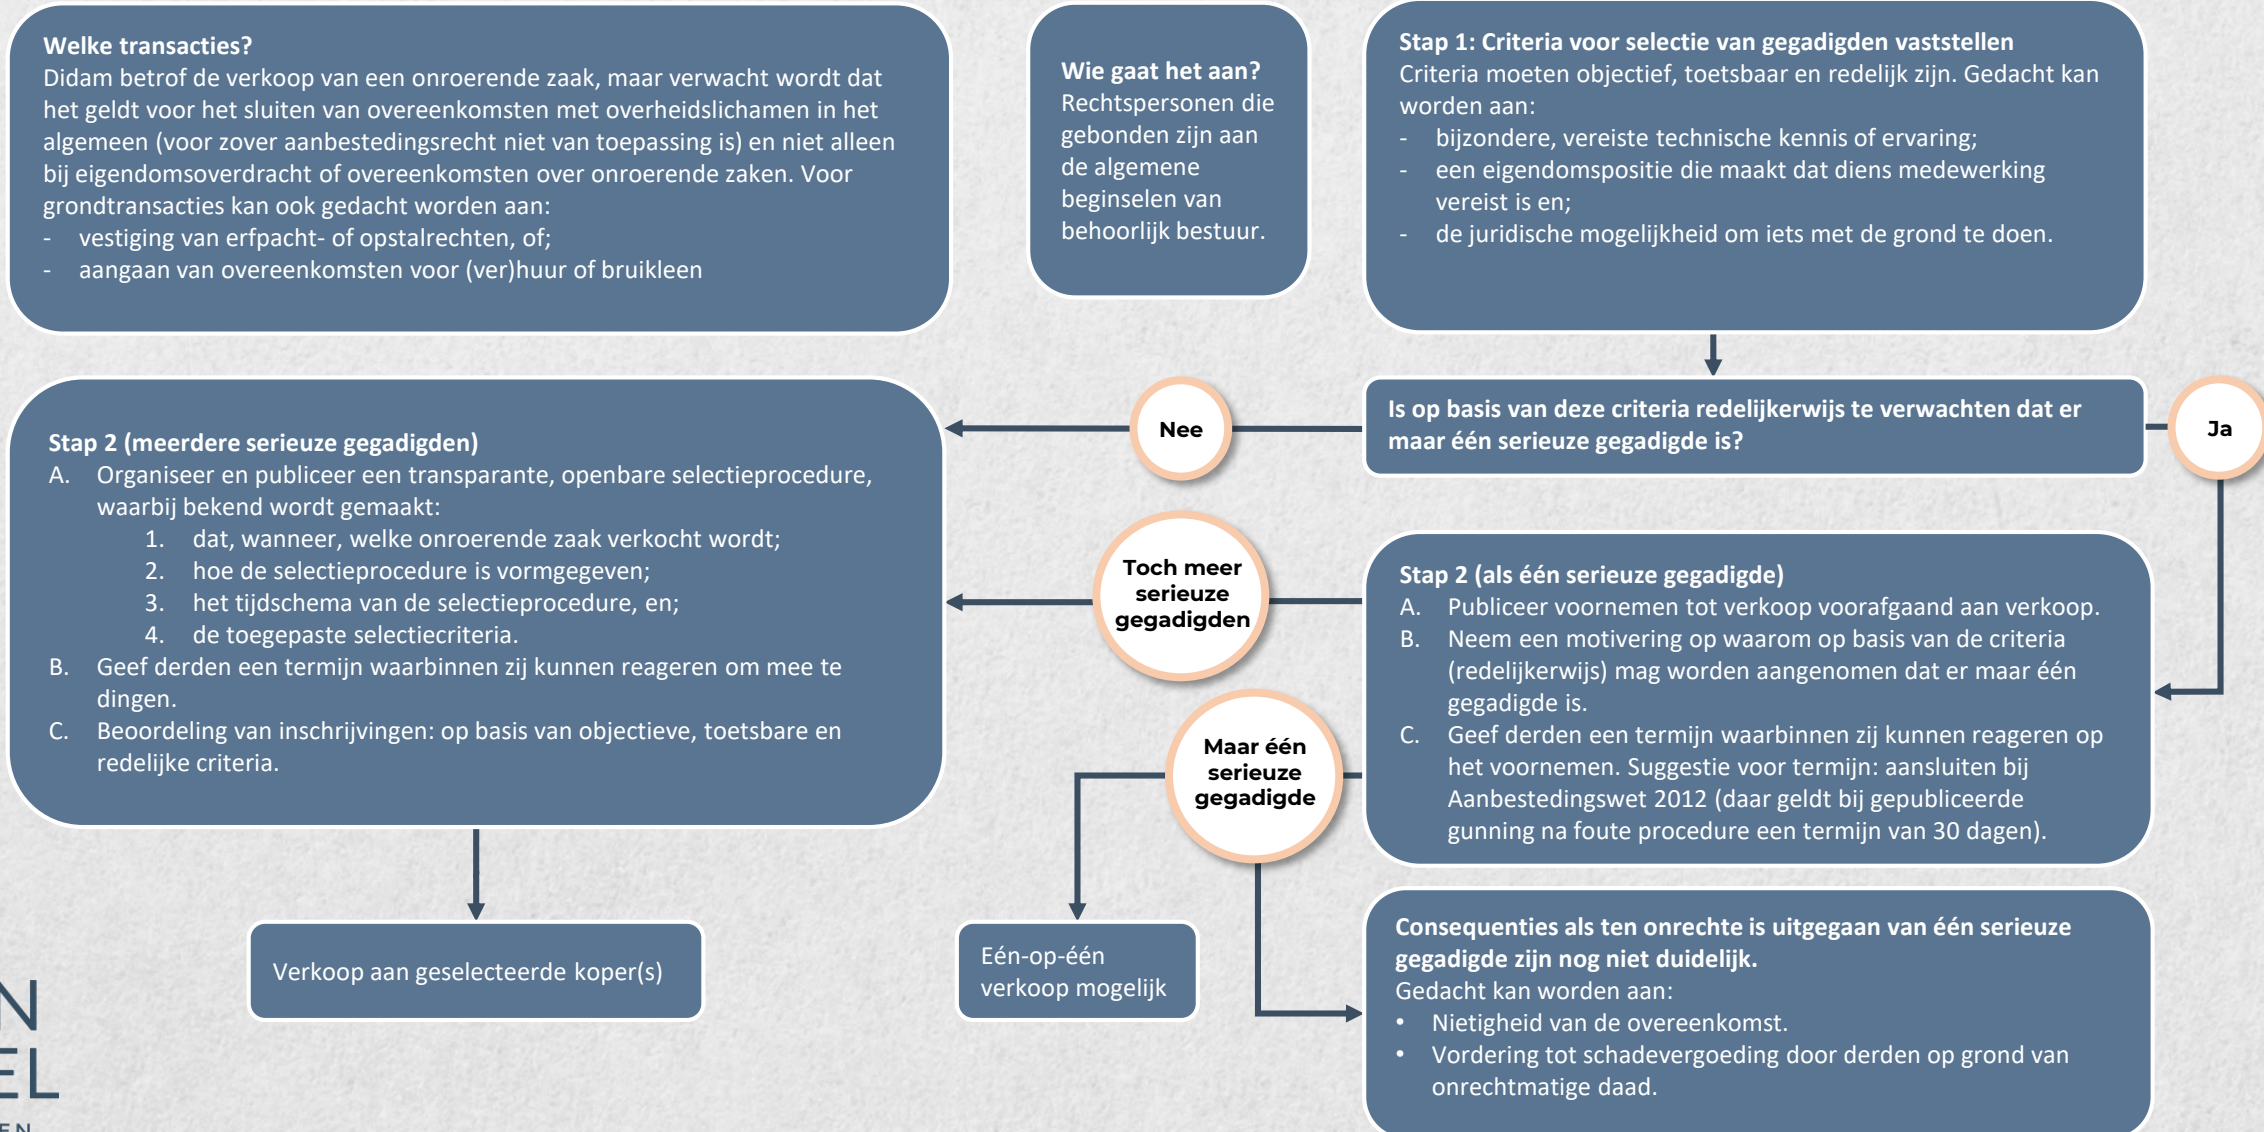 Welke transacties?
Didam betrof de verkoop van een onroerende zaak, maar verwacht wordt dat
het geldt voor het sluiten van overeenkomsten met overheidslichamen in het
algemeen (voor zover aanbestedingsrecht niet van toepassing is) en niet alleen
bij eigendomsoverdracht of overeenkomsten over onroerende zaken. Voor
grondtransacties kan ook gedacht worden aan:
- vestiging van erfpacht- of opstalrechten, of;
- aangaan van overeenkomsten voor (ver)huur of bruikleen
Wie gaat het aan?
Rechtspersonen die
gebonden zijn aan
de algemene
beginselen van
behoorlijk bestuur.
Stap 1: Criteria voor selectie van gegadigden vaststellen
Criteria moeten objectief, toetsbaar en redelijk zijn. Gedacht kan
worden aan:
- bijzondere, vereiste technische kennis of ervaring;
- een eigendomspositie die maakt dat diens medewerking
vereist is en;
- de juridische mogelijkheid om iets met de grond te doen.
Is op basis van deze criteria redelijkerwijs te verwachten dat er
maar één serieuze gegadigde is?
Ja
Nee
Stap 2 (meerdere serieuze gegadigden)
A. Organiseer en publiceer een transparante, openbare selectieprocedure,
waarbij bekend wordt gemaakt:
1. dat, wanneer, welke onroerende zaak verkocht wordt;
2. hoe de selectieprocedure is vormgegeven;
3. het tijdschema van de selectieprocedure, en;
4. de toegepaste selectiecriteria.
B. Geef derden een termijn waarbinnen zij kunnen reageren om mee te
dingen.
C. Beoordeling van inschrijvingen: op basis van objectieve, toetsbare en
redelijke criteria.
Toch meer
serieuze
gegadigden
Stap 2 (als één serieuze gegadigde)
A. Publiceer voornemen tot verkoop voorafgaand aan verkoop.
B. Neem een motivering op waarom op basis van de criteria
(redelijkerwijs) mag worden aangenomen dat er maar één
gegadigde is.
C. Geef derden een termijn waarbinnen zij kunnen reageren op
het voornemen. Suggestie voor termijn: aansluiten bij
Aanbestedingswet 2012 (daar geldt bij gepubliceerde
gunning na foute procedure een termijn van 30 dagen).
Maar één
serieuze
gegadigde
Verkoop aan geselecteerde koper(s)
Eén-op-één
verkoop mogelijk
Consequenties als ten onrechte is uitgegaan van één serieuze
gegadigde zijn nog niet duidelijk.
Gedacht kan worden aan:
• Nietigheid van de overeenkomst.
• Vordering tot schadevergoeding door derden op grond van
onrechtmatige daad.